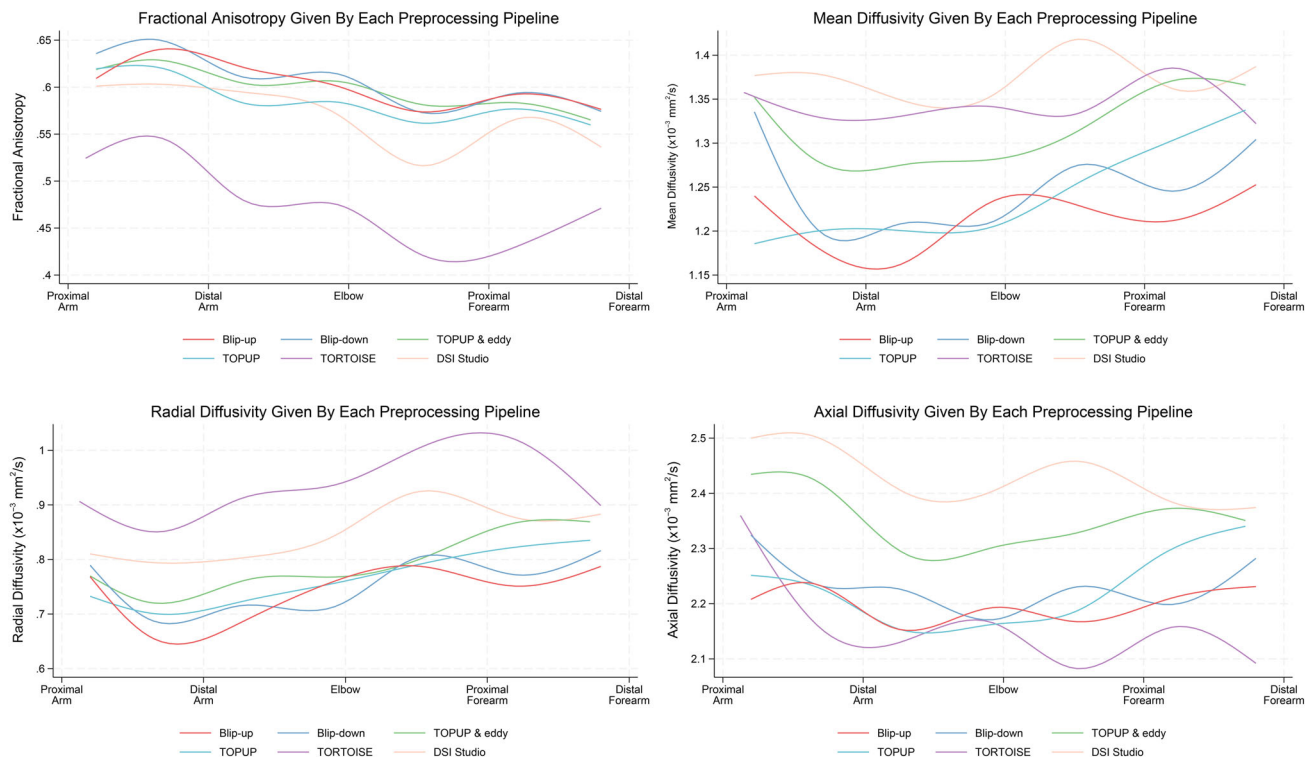 Fractional Anisotropy Given By Each Preprocessing Pipeline
Fractional Anisotropy
.65
.6
.55
.5
.45
.4
Proximal Arm
Distal Arm
Elbow
Proximal Forearm
Distal Forearm
Blip-up
Blip-down
TOPUP & eddy
TOPUP
TORTOISE
DSI Studio
Mean Diffusivity Given By Each Preprocessing Pipeline
Mean Diffusivity (x10⁻³ mm²/s)
1.4
1.35
1.3
1.25
1.2
1.15
Proximal Arm
Distal Arm
Elbow
Proximal Forearm
Distal Forearm
Blip-up
Blip-down
TOPUP & eddy
TOPUP
TORTOISE
DSI Studio
Radial Diffusivity Given By Each Preprocessing Pipeline
Radial Diffusivity (x10⁻³ mm²/s)
1
.9
.8
.7
.6
Proximal Arm
Distal Arm
Elbow
Proximal Forearm
Distal Forearm
Blip-up
Blip-down
TOPUP & eddy
TOPUP
TORTOISE
DSI Studio
Axial Diffusivity Given By Each Preprocessing Pipeline
Axial Diffusivity (x10⁻³ mm²/s)
2.5
2.4
2.3
2.2
2.1
Proximal Arm
Distal Arm
Elbow
Proximal Forearm
Distal Forearm
Blip-up
Blip-down
TOPUP & eddy
TOPUP
TORTOISE
DSI Studio